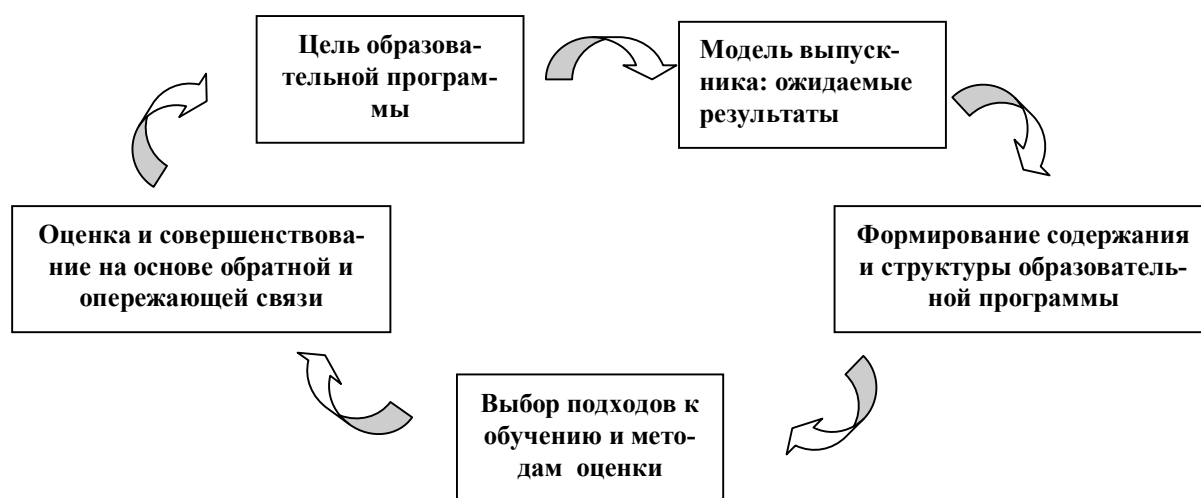 Цель образова-
тельной програм-
мы
Модель выпуск-
ника: ожидаемые
результаты
Оценка и совершенствова-
ние на основе обратной и
опережающей связи
Формирование содержания
и структуры образователь-
ной программы
Выбор подходов к
обучению и мето-
дам оценки